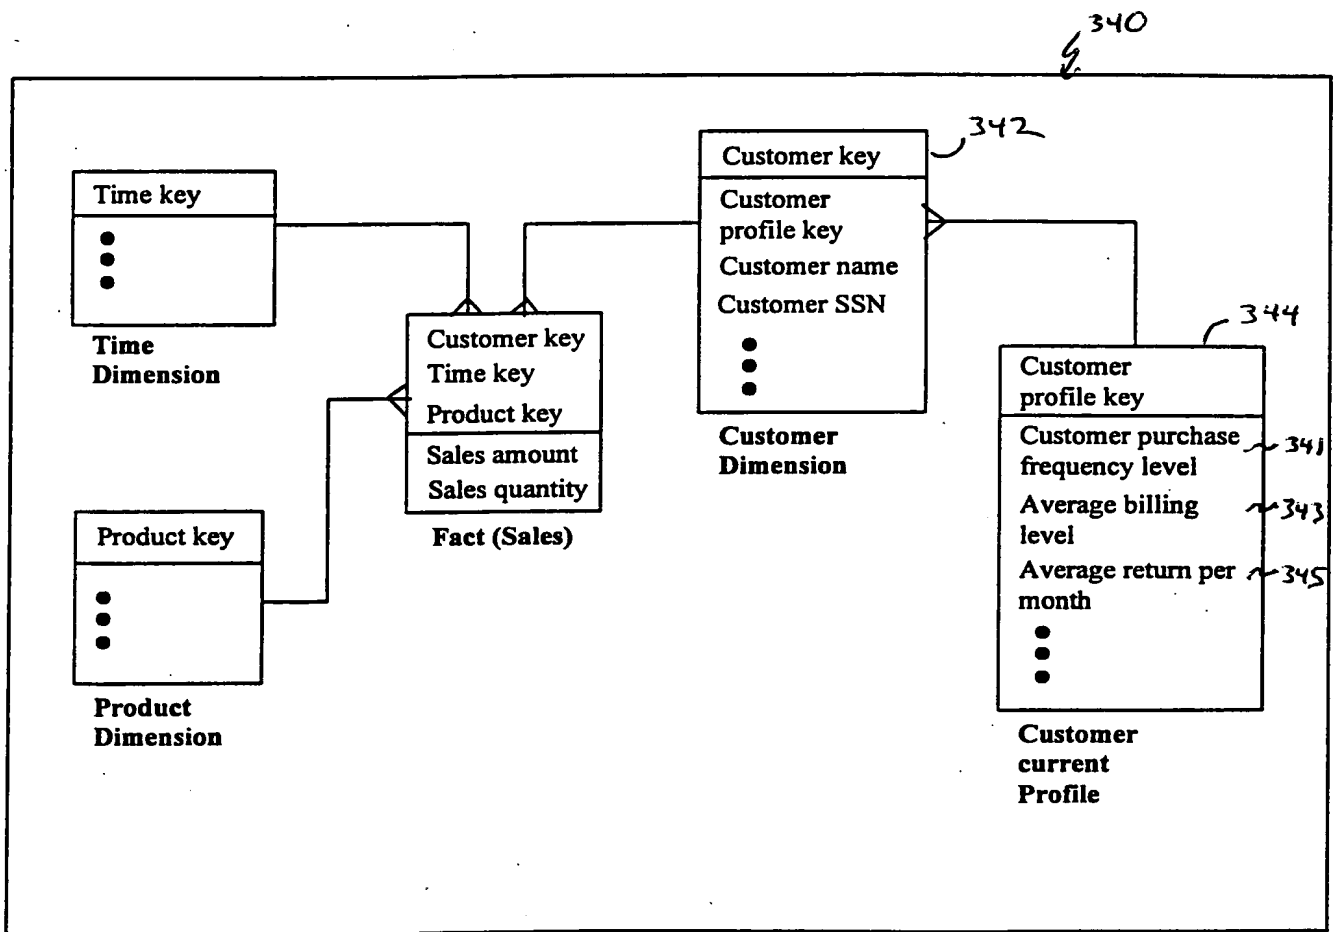 340
342
Customer key
Customer
profile key
Customer name
Customer SSN
Customer
Dimension
Time key
Time
Dimension
Customer key
Time key
Product key
Sales amount
Sales quantity
Fact (Sales)
Product key
Product
Dimension
344
Customer
profile key
Customer purchase
frequency level
341
Average billing
level
343
Average return per
month
345
Customer
current
Profile